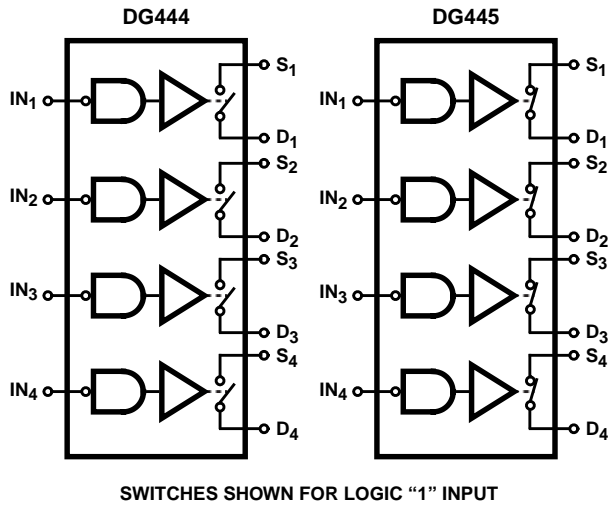 DG444
IN1
IN2
IN3
IN4
S1
D1
S2
D2
S3
D3
S4
D4
DG445
IN1
IN2
IN3
IN4
S1
D1
S2
D2
S3
D3
S4
D4
SWITCHES SHOWN FOR LOGIC “1” INPUT